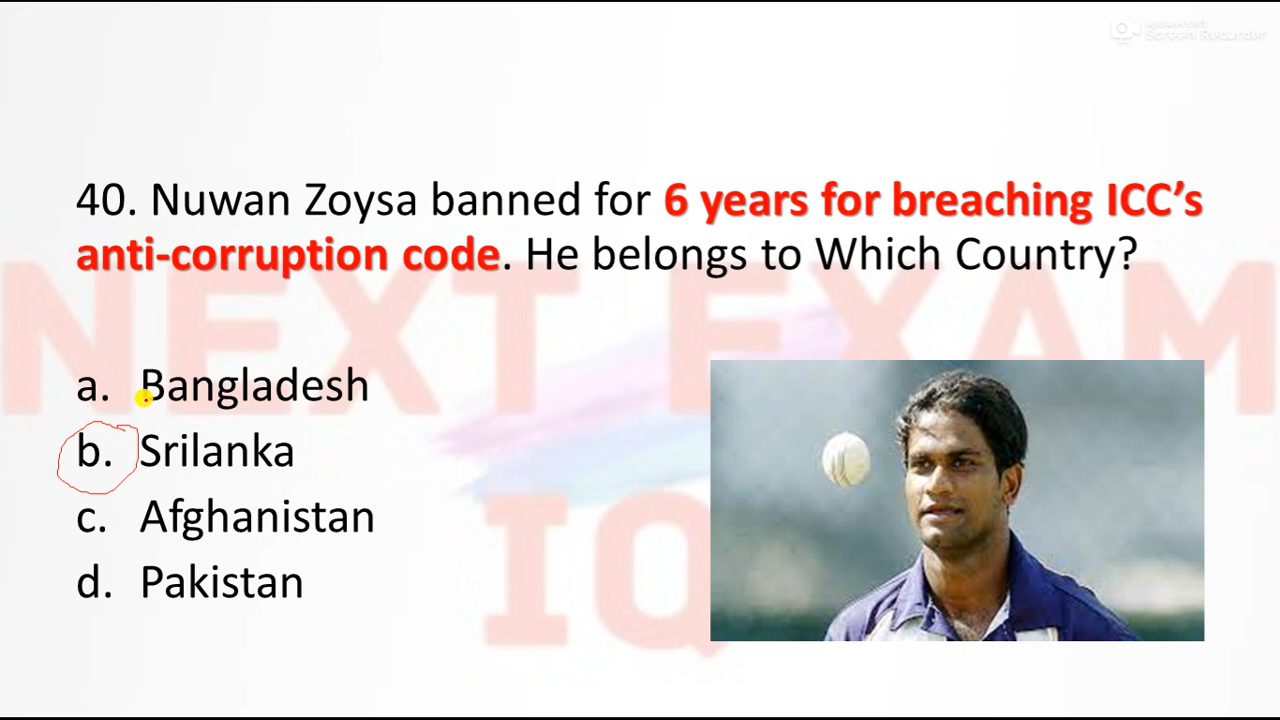 Apowersoft
Screen Recorder
40. Nuwan Zoysa banned for 6 years for breaching ICC’s
anti-corruption code. He belongs to Which Country?
NEXT EXAM
a. Bangladesh
b. Srilanka
c. Afghanistan
d. Pakistan
IQ